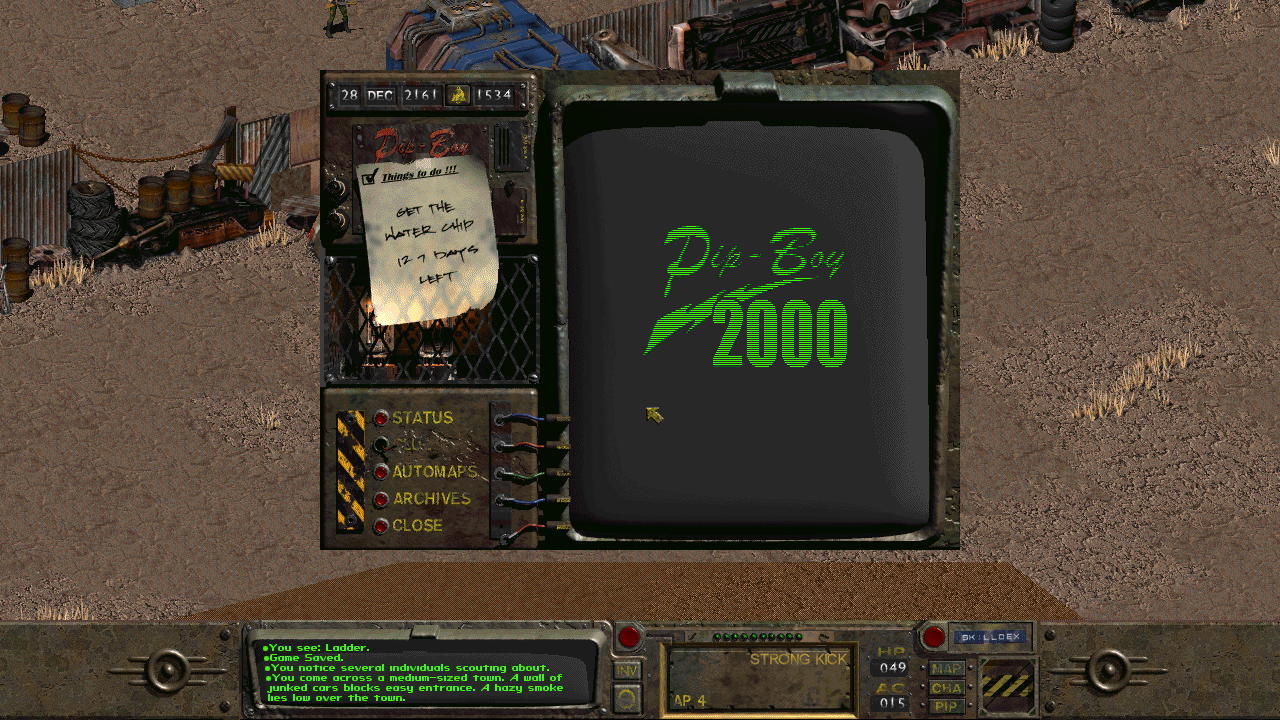 28 DEC 2161 1534
Pip-Boy
Things to do !!!
GET THE
WATER CHIP
127 DAYS
LEFT
Pip-Boy
2000
STATUS
AUTOMAPS
ARCHIVES
CLOSE
You see: Ladder.
Game Saved.
You notice several individuals scouting about.
You come across a medium-sized town. A wall of
junked cars blocks easy entrance. A hazy smoke
lies low over the town.
INV
STRONG KICK
AP 4
HP
049
AC
015
SKILLDEX
MAP
CHA
PIP